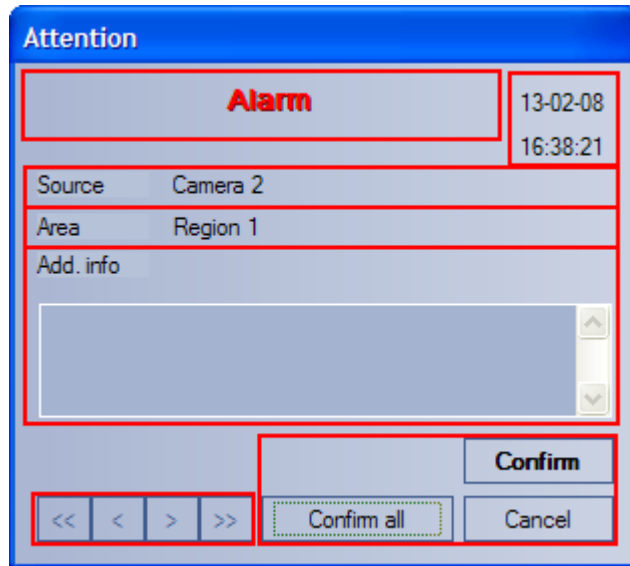 Attention
Alarm
13-02-08
16:38:21
Source Camera 2
Area Region 1
Add. info
Confirm
<< < > >> Confirm all Cancel